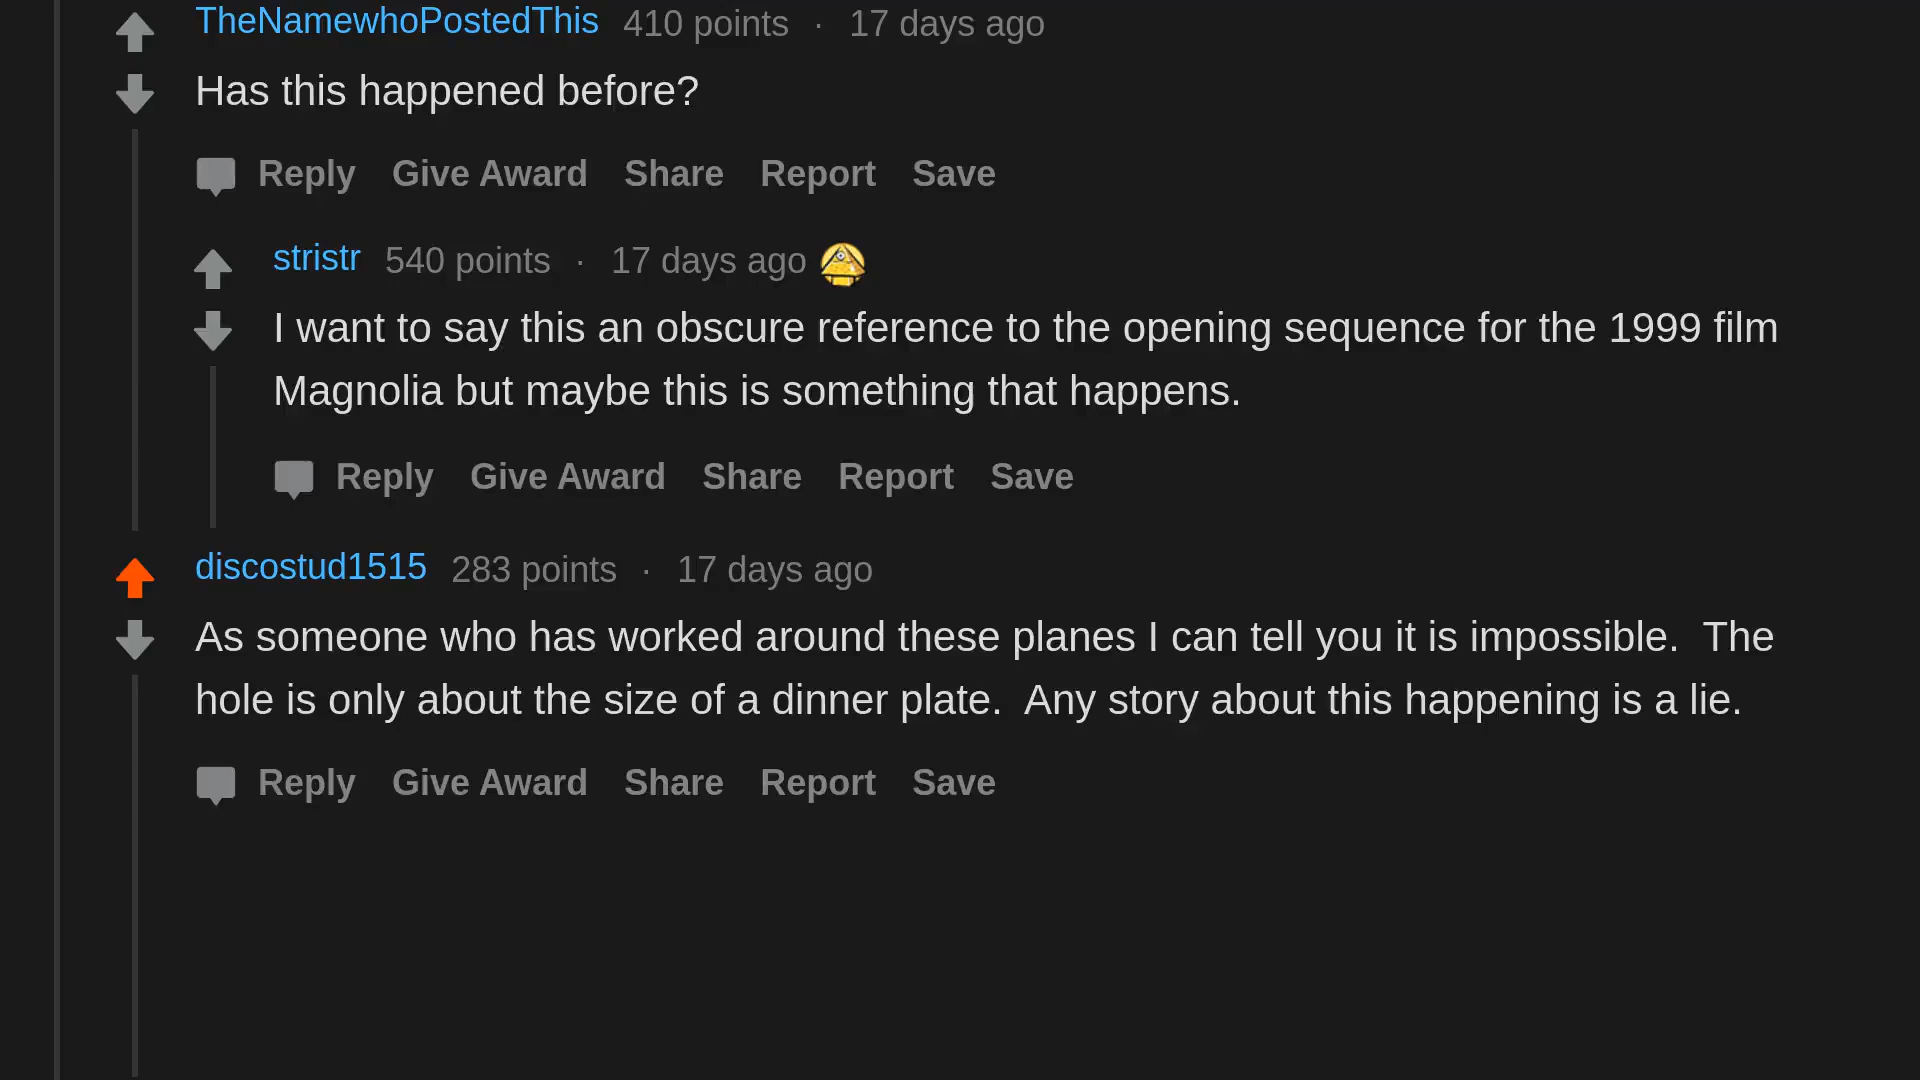 TheNamewhoPostedThis 410 points · 17 days ago
Has this happened before?
Reply Give Award Share Report Save
stristr 540 points · 17 days ago
I want to say this an obscure reference to the opening sequence for the 1999 film
Magnolia but maybe this is something that happens.
Reply Give Award Share Report Save
discostud1515 283 points · 17 days ago
As someone who has worked around these planes I can tell you it is impossible. The
hole is only about the size of a dinner plate. Any story about this happening is a lie.
Reply Give Award Share Report Save